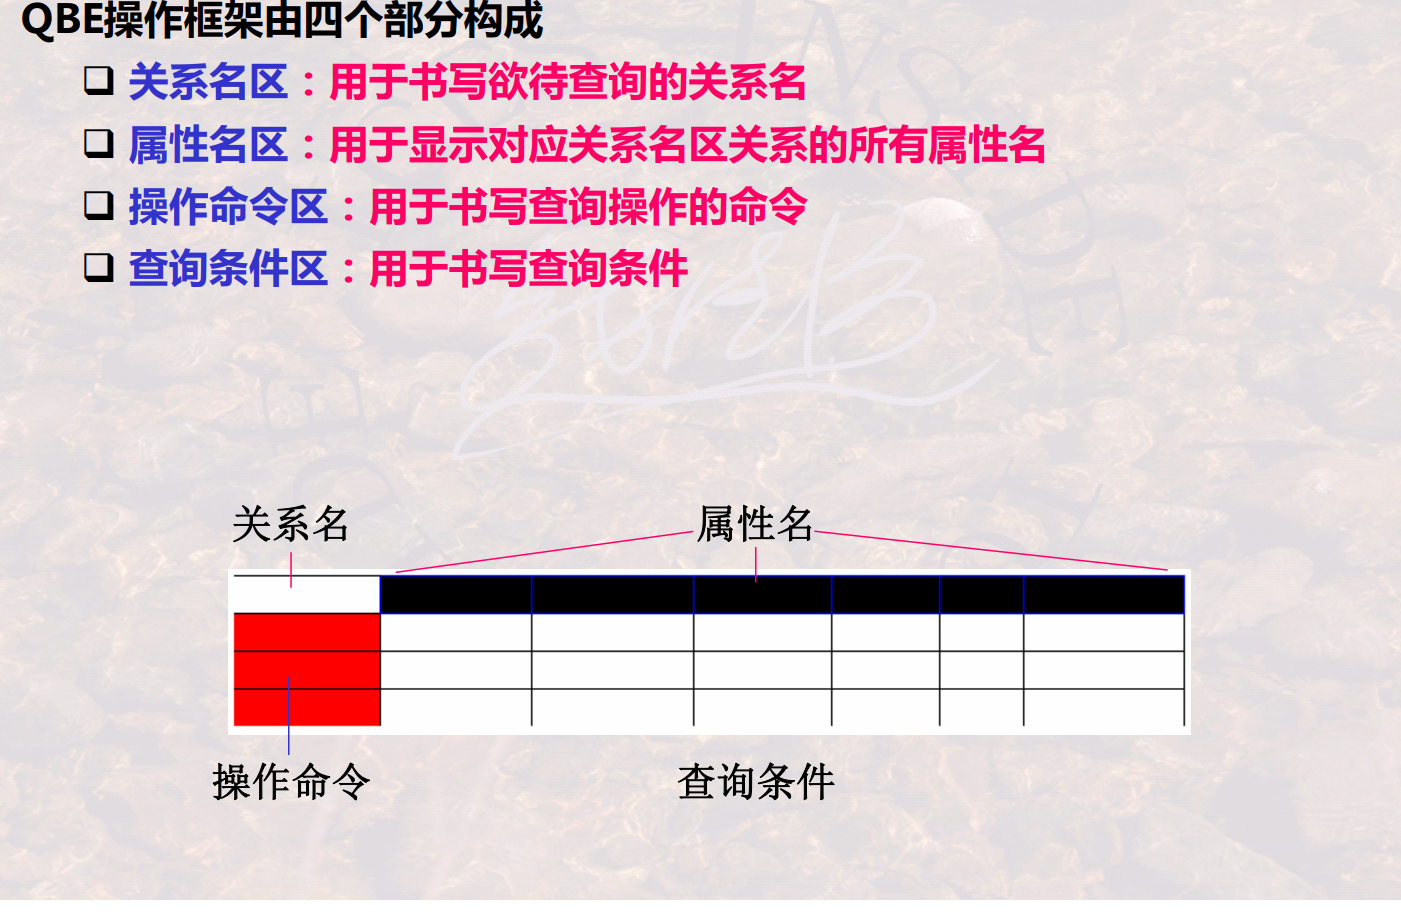 QBE操作框架由四个部分构成
关系名区：用于书写欲待查询的关系名
属性名区：用于显示对应关系名区关系的所有属性名
操作命令区：用于书写查询操作的命令
查询条件区：用于书写查询条件
关系名
属性名
操作命令
查询条件